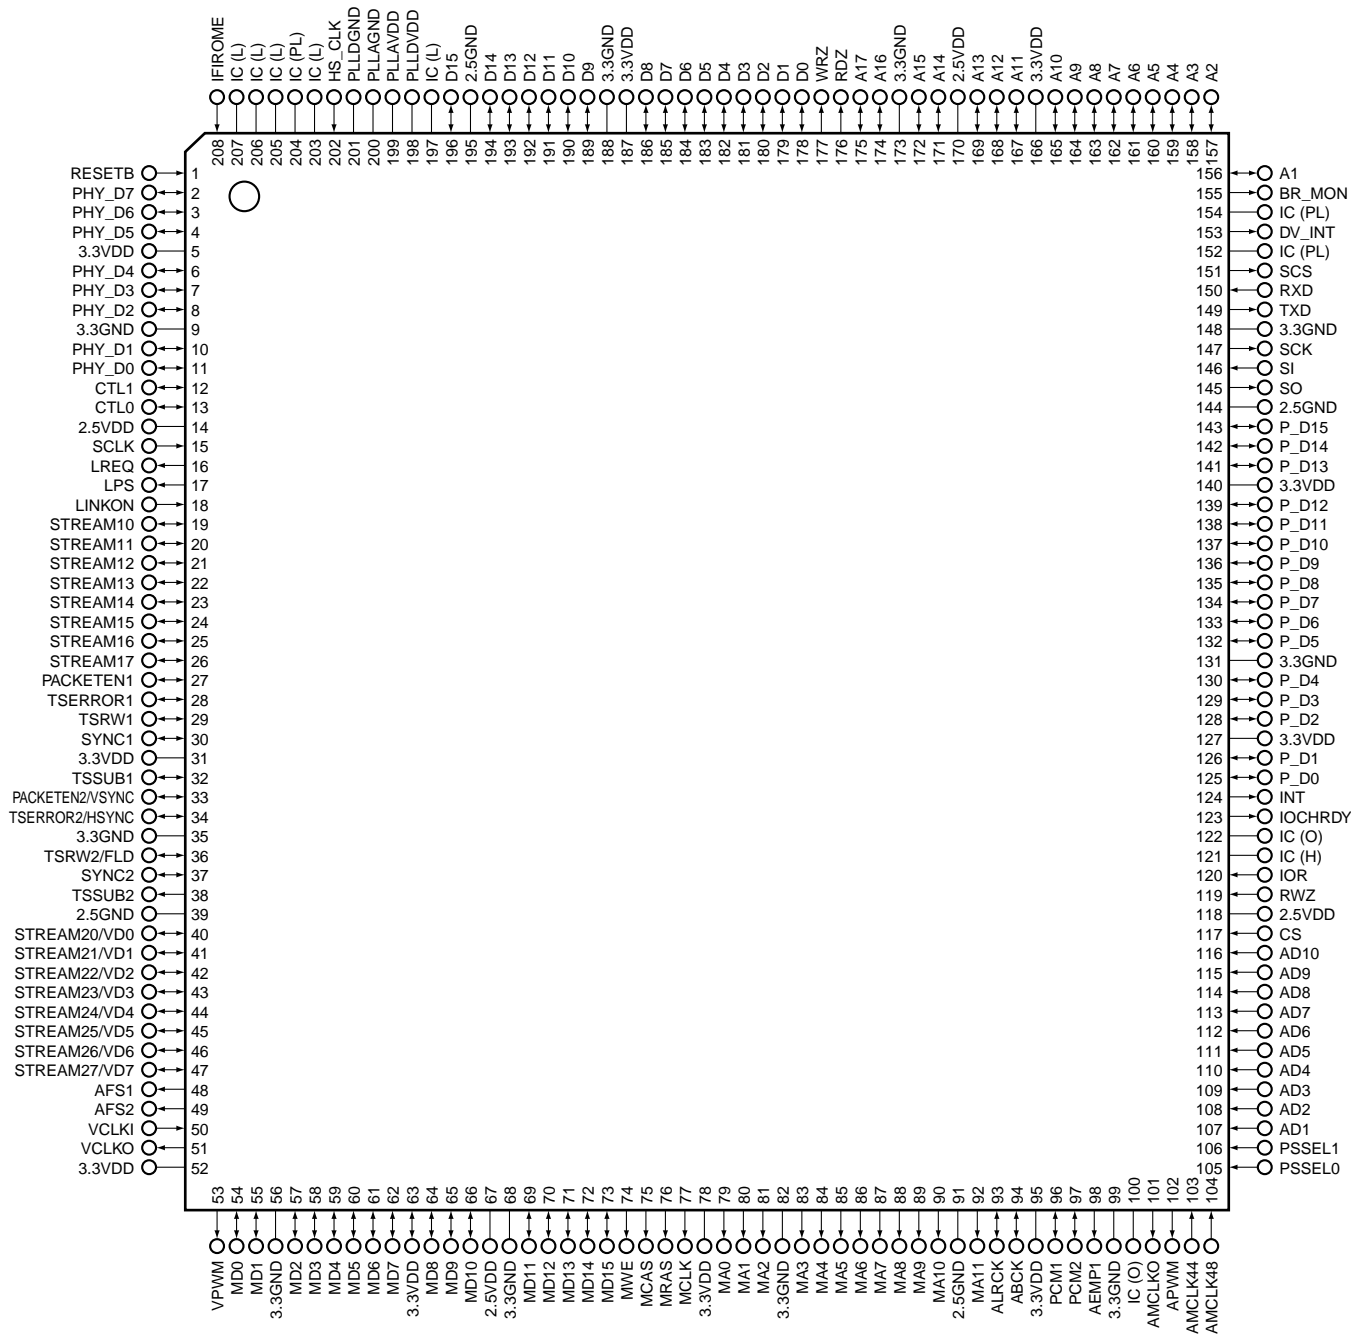 IFIROME
IC (L)
IC (L)
IC (L)
IC (PL)
IC (L)
HS_CLK
PLLDGND
PLLAGND
PLLAVDD
PLLDVDD
IC (L)
D15
2.5GND
D14
D13
D12
D11
D10
D9
3.3GND
3.3VDD
D8
D7
D6
D5
D4
D3
D2
D1
D0
WRZ
RDZ
A17
A16
3.3GND
A15
A14
2.5VDD
A13
A12
A11
3.3VDD
A10
A9
A8
A7
A6
A5
A4
A3
A2
208
207
206
205
204
203
202
201
200
199
198
197
196
195
194
193
192
191
190
189
188
187
186
185
184
183
182
181
180
179
178
177
176
175
174
173
172
171
170
169
168
167
166
165
164
163
162
161
160
159
158
157
RESETB 1
PHY_D7 2
PHY_D6 3
PHY_D5 4
3.3VDD 5
PHY_D4 6
PHY_D3 7
PHY_D2 8
3.3GND 9
PHY_D1 10
PHY_D0 11
CTL1 12
CTL0 13
2.5VDD 14
SCLK 15
LREQ 16
LPS 17
LINKON 18
STREAM10 19
STREAM11 20
STREAM12 21
STREAM13 22
STREAM14 23
STREAM15 24
STREAM16 25
STREAM17 26
PACKETEN1 27
TSERROR1 28
TSRW1 29
SYNC1 30
3.3VDD 31
TSSUB1 32
PACKETEN2/VSYNC 33
TSERROR2/HSYNC 34
3.3GND 35
TSRW2/FLD 36
SYNC2 37
TSSUB2 38
2.5GND 39
STREAM20/VD0 40
STREAM21/VD1 41
STREAM22/VD2 42
STREAM23/VD3 43
STREAM24/VD4 44
STREAM25/VD5 45
STREAM26/VD6 46
STREAM27/VD7 47
AFS1 48
AFS2 49
VCLKI 50
VCLKO 51
3.3VDD 52
156 A1
155 BR_MON
154 IC (PL)
153 DV_INT
152 IC (PL)
151 SCS
150 RXD
149 TXD
148 3.3GND
147 SCK
146 SI
145 SO
144 2.5GND
143 P_D15
142 P_D14
141 P_D13
140 3.3VDD
139 P_D12
138 P_D11
137 P_D10
136 P_D9
135 P_D8
134 P_D7
133 P_D6
132 P_D5
131 3.3GND
130 P_D4
129 P_D3
128 P_D2
127 3.3VDD
126 P_D1
125 P_D0
124 INT
123 IOCHRDY
122 IC (O)
121 IC (H)
120 IOR
119 RWZ
118 2.5VDD
117 CS
116 AD10
115 AD9
114 AD8
113 AD7
112 AD6
111 AD5
110 AD4
109 AD3
108 AD2
107 AD1
106 PSSEL1
105 PSSEL0
53
54
55
56
57
58
59
60
61
62
63
64
65
66
67
68
69
70
71
72
73
74
75
76
77
78
79
80
81
82
83
84
85
86
87
88
89
90
91
92
93
94
95
96
97
98
99
100
101
102
103
104
VPWM
MD0
MD1
3.3GND
MD2
MD3
MD4
MD5
MD6
MD7
3.3VDD
MD8
MD9
MD10
2.5VDD
3.3GND
MD11
MD12
MD13
MD14
MD15
MWE
MCAS
MRAS
MCLK
3.3VDD
MA0
MA1
MA2
3.3GND
MA3
MA4
MA5
MA6
MA7
MA8
MA9
MA10
2.5GND
MA11
ALRCK
ABCK
3.3VDD
PCM1
PCM2
AEMP1
3.3GND
IC (O)
AMCLKO
APWM
AMCLK44
AMCLK48